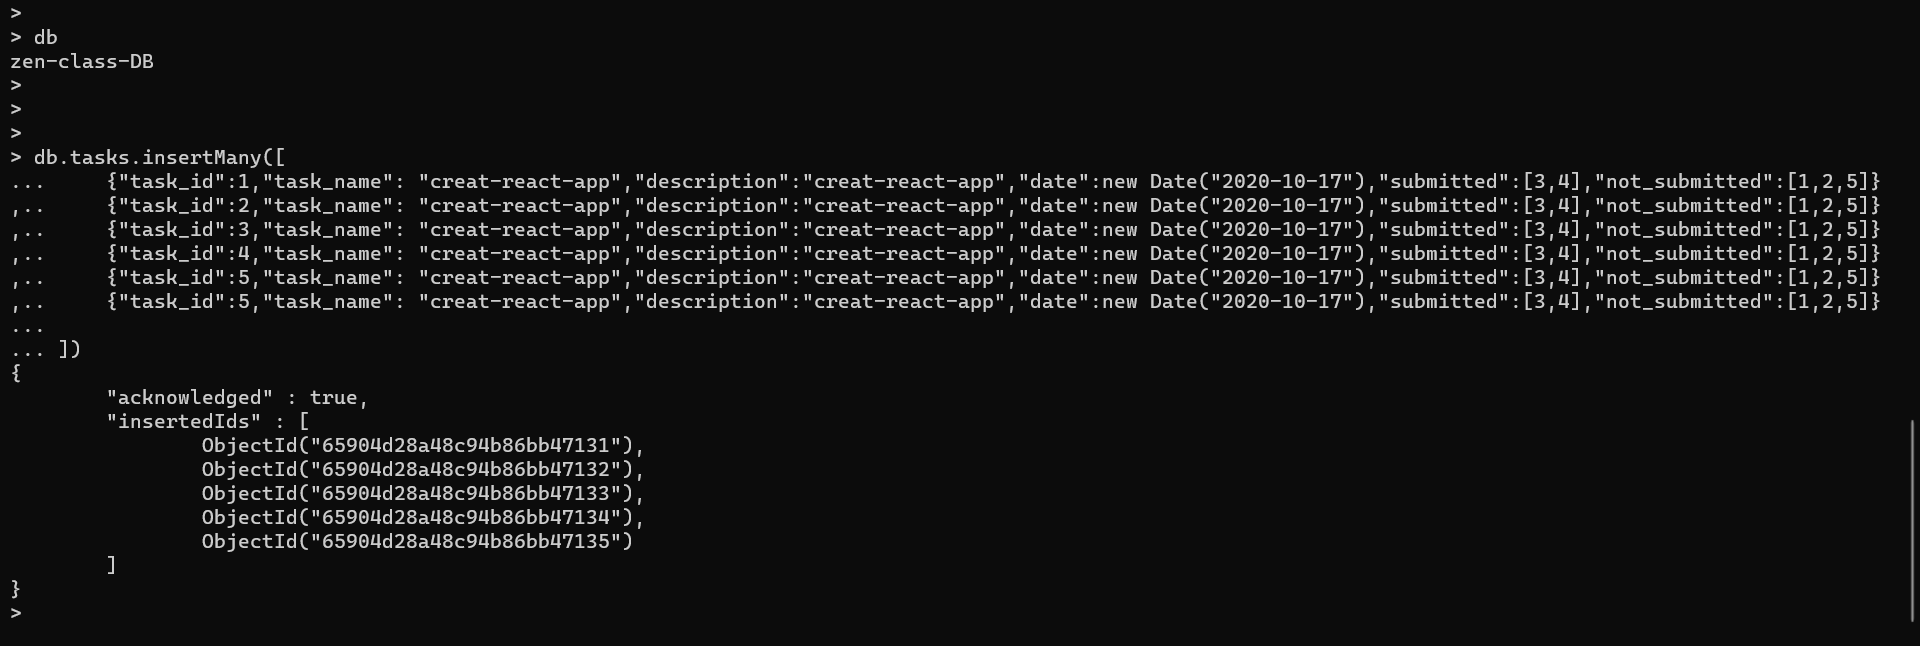 >
> db
zen-class-DB
>
>
>
> db.tasks.insertMany([
...     {"task_id":1,"task_name": "creat-react-app","description":"creat-react-app","date":new Date("2020-10-17"),"submitted":[3,4],"not_submitted":[1,2,5]}
,..     {"task_id":2,"task_name": "creat-react-app","description":"creat-react-app","date":new Date("2020-10-17"),"submitted":[3,4],"not_submitted":[1,2,5]}
,..     {"task_id":3,"task_name": "creat-react-app","description":"creat-react-app","date":new Date("2020-10-17"),"submitted":[3,4],"not_submitted":[1,2,5]}
,..     {"task_id":4,"task_name": "creat-react-app","description":"creat-react-app","date":new Date("2020-10-17"),"submitted":[3,4],"not_submitted":[1,2,5]}
,..     {"task_id":5,"task_name": "creat-react-app","description":"creat-react-app","date":new Date("2020-10-17"),"submitted":[3,4],"not_submitted":[1,2,5]}
,..     {"task_id":5,"task_name": "creat-react-app","description":"creat-react-app","date":new Date("2020-10-17"),"submitted":[3,4],"not_submitted":[1,2,5]}
...
... ])
{
        "acknowledged" : true,
        "insertedIds" : [
                ObjectId("65904d28a48c94b86bb47131"),
                ObjectId("65904d28a48c94b86bb47132"),
                ObjectId("65904d28a48c94b86bb47133"),
                ObjectId("65904d28a48c94b86bb47134"),
                ObjectId("65904d28a48c94b86bb47135")
        ]
}
>